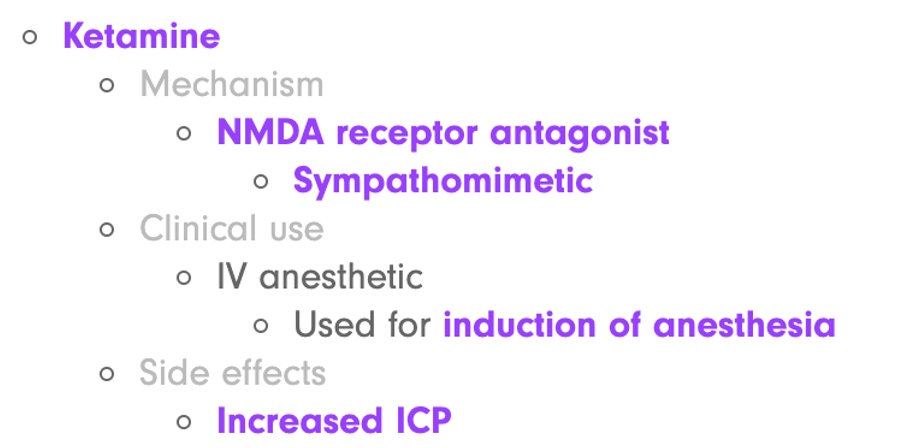 Ketamine
Mechanism
NMDA receptor antagonist
Sympathomimetic
Clinical use
IV anesthetic
Used for induction of anesthesia
Side effects
Increased ICP